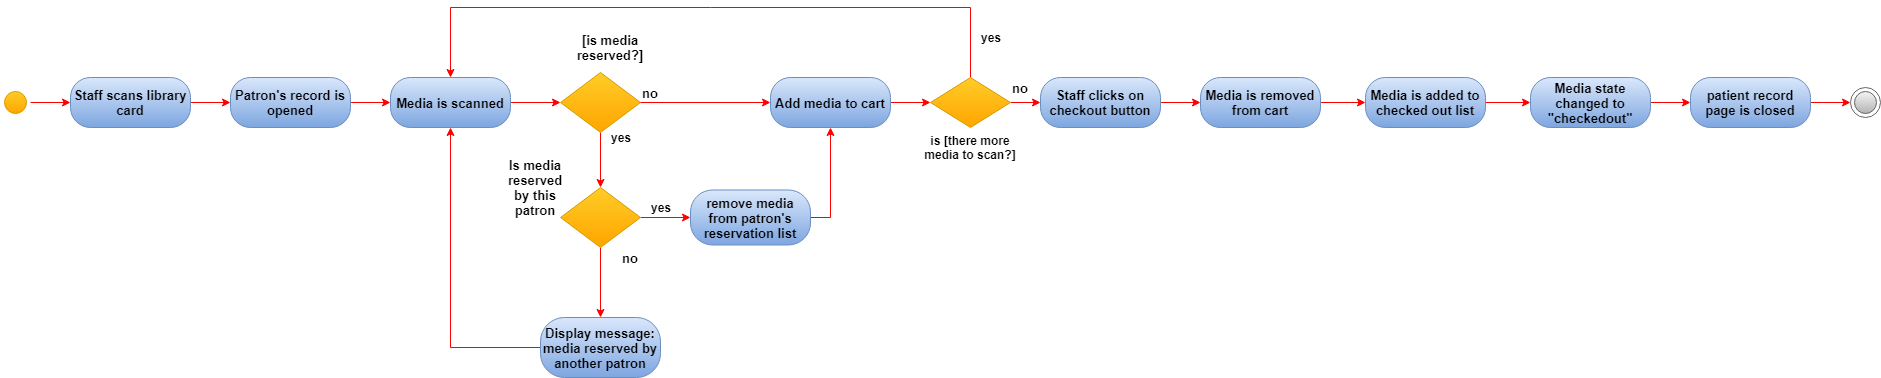 Staff scans library
card
Patron's record is
opened
Media is scanned
[is media
reserved?]
no
yes
Is media
reserved
by this
patron
yes
no
remove media
from patron's
reservation list
Display message:
media reserved by
another patron
Add media to cart
yes
no
is [there more
media to scan?]
Staff clicks on
checkout button
Media is removed
from cart
Media is added to
checked out list
Media state
changed to
"checkedout"
patient record
page is closed